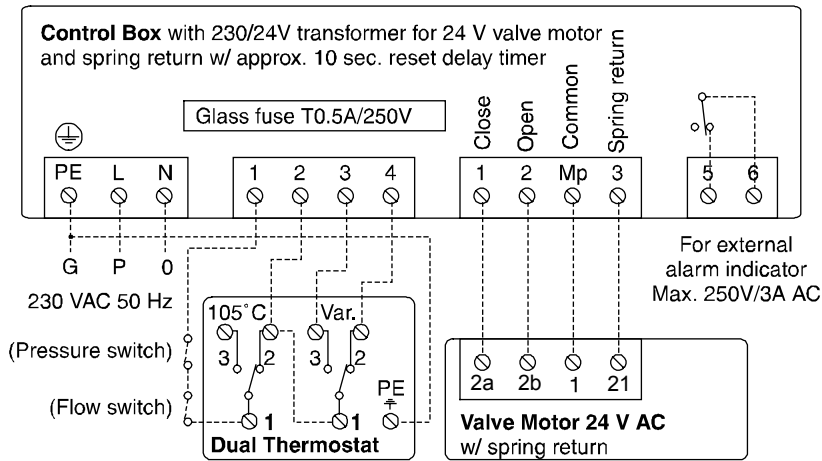 Control Box with 230/24V transformer for 24 V valve motor
and spring return w/ approx. 10 sec. reset delay timer
Glass fuse T0.5A/250V
Close
Open
Common
Spring return
PE L N
1 2 3 4
1 2 Mp 3
5 6
G P 0
230 VAC 50 Hz
For external
alarm indicator
Max. 250V/3A AC
(Pressure switch)
(Flow switch)
105°C Var.
3 2 3 2
PE
1 1
Dual Thermostat
2a 2b 1 21
Valve Motor 24 V AC
w/ spring return